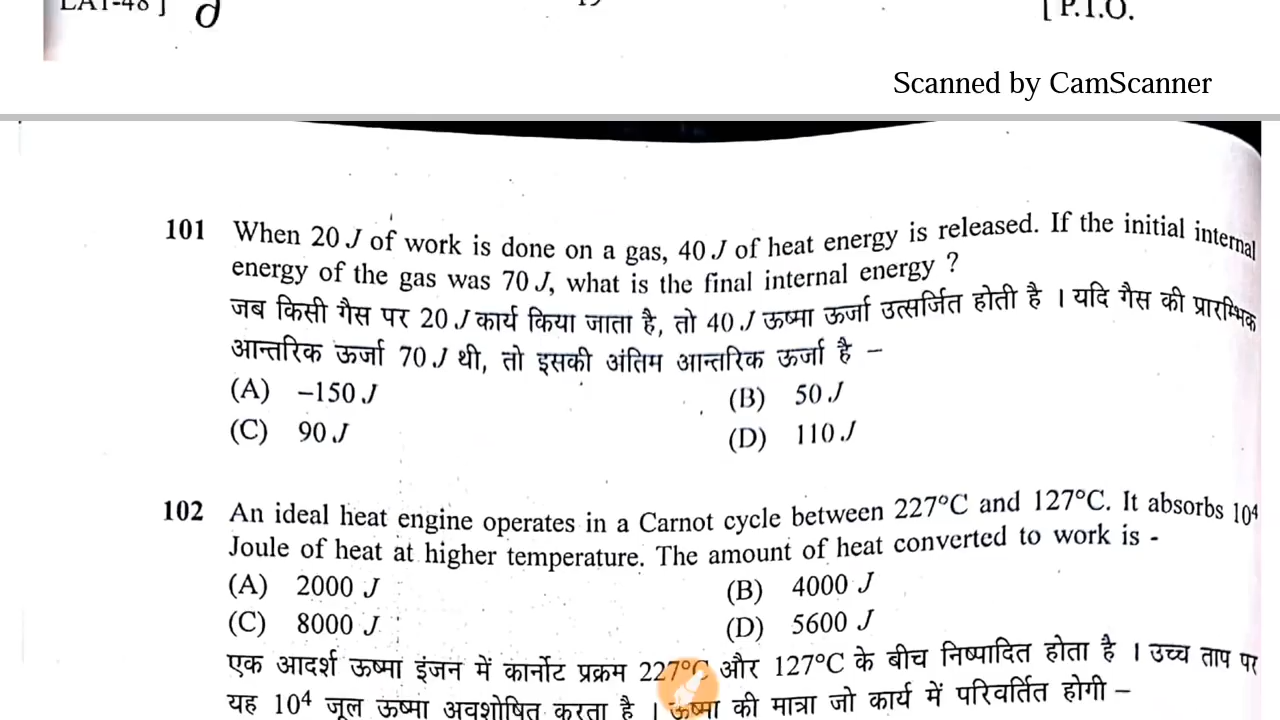 [ P.T.O.
Scanned by CamScanner
101 When 20 J of work is done on a gas, 40 J of heat energy is released. If the initial internal
energy of the gas was 70 J, what is the final internal energy ?
जब किसी गैस पर 20 J कार्य किया जाता है, तो 40 J ऊष्मा ऊर्जा उत्सर्जित होती है । यदि गैस की प्रारम्भिक
आन्तरिक ऊर्जा 70 J थी, तो इसकी अंतिम आन्तरिक ऊर्जा है –
(A) –150 J (B) 50 J
(C) 90 J (D) 110 J
102 An ideal heat engine operates in a Carnot cycle between 227°C and 127°C. It absorbs 10⁴
Joule of heat at higher temperature. The amount of heat converted to work is -
(A) 2000 J (B) 4000 J
(C) 8000 J (D) 5600 J
एक आदर्श ऊष्मा इंजन में कार्नोट प्रक्रम 227°C और 127°C के बीच निष्पादित होता है । उच्च ताप पर
यह 10⁴ जूल ऊष्मा अवशोषित करता है । ऊष्मा की मात्रा जो कार्य में परिवर्तित होगी –